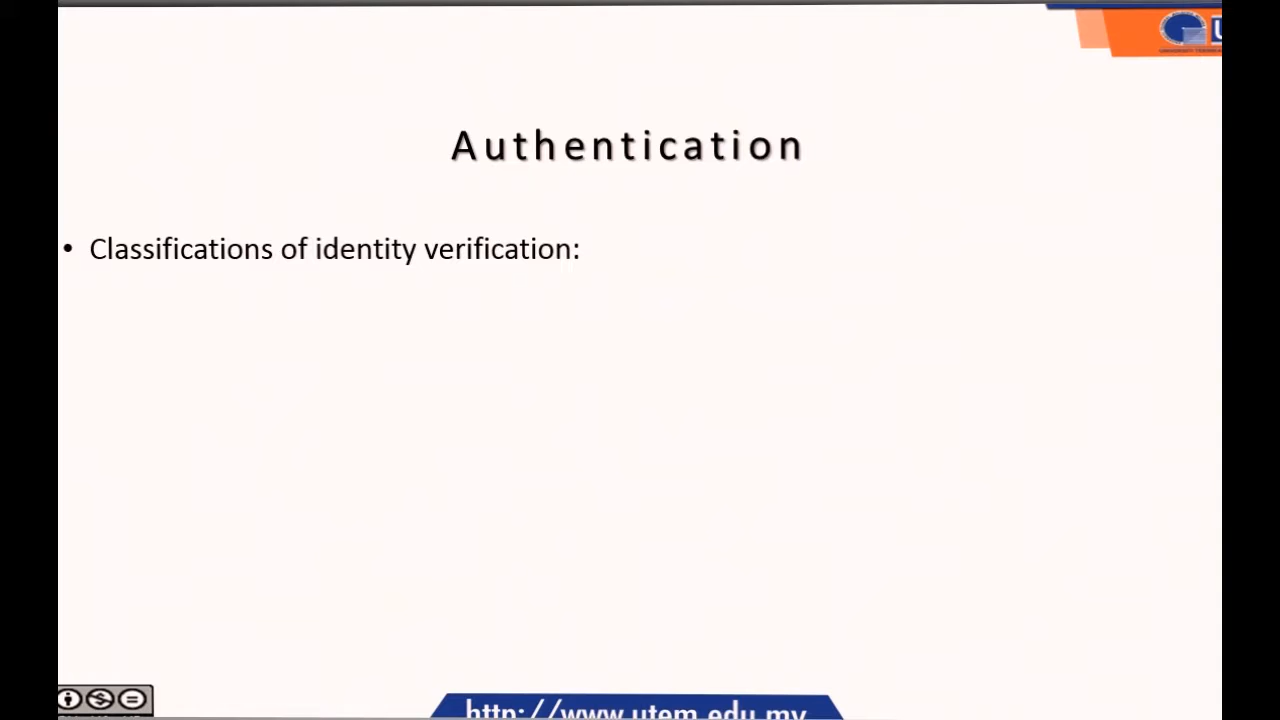 Authentication
• Classifications of identity verification:
http://www.utem.edu.my